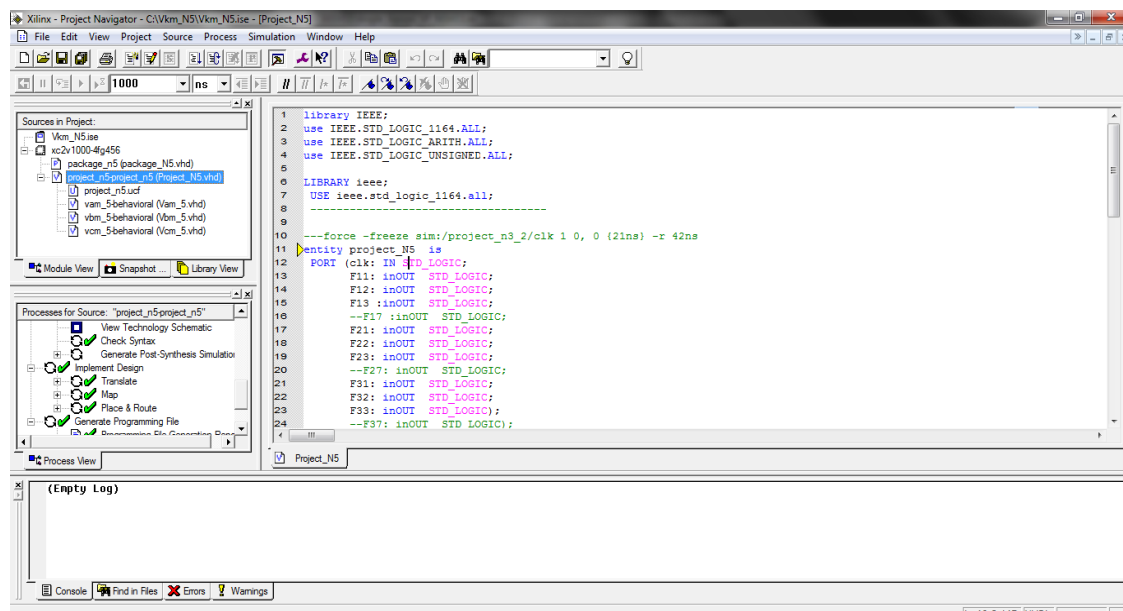 Xilinx - Project Navigator - C:\Vkm_N5\Vkm_N5.ise - [Project_N5]
File Edit View Project Source Process Simulation Window Help
1000 ns
Sources in Project:
Vkm_N5.ise
xc2v1000-4fg456
package_n5 (package_N5.vhd)
project_n5-project_n5 (Project_N5.vhd)
project_n5.ucf
vam_5-behavioral (Vam_5.vhd)
vbm_5-behavioral (Vbm_5.vhd)
vcm_5-behavioral (Vcm_5.vhd)
Module View Snapshot ... Library View
Processes for Source: "project_n5-project_n5"
View Technology Schematic
Check Syntax
Generate Post-Synthesis Simulation
Implement Design
Translate
Map
Place & Route
Generate Programming File
Process View
1 library IEEE;
2 use IEEE.STD_LOGIC_1164.ALL;
3 use IEEE.STD_LOGIC_ARITH.ALL;
4 use IEEE.STD_LOGIC_UNSIGNED.ALL;
5
6 LIBRARY ieee;
7 USE ieee.std_logic_1164.all;
8 ------------------------------------
9
10 ---force -freeze sim:/project_n3_2/clk 1 0, 0 {21ns} -r 42ns
11 entity project_N5 is
12 PORT (clk: IN STD_LOGIC;
13 F11: inOUT STD_LOGIC;
14 F12: inOUT STD_LOGIC;
15 F13 :inOUT STD_LOGIC;
16 --F17 :inOUT STD_LOGIC;
17 F21: inOUT STD_LOGIC;
18 F22: inOUT STD_LOGIC;
19 F23: inOUT STD_LOGIC;
20 --F27: inOUT STD_LOGIC;
21 F31: inOUT STD_LOGIC;
22 F32: inOUT STD_LOGIC;
23 F33: inOUT STD_LOGIC);
24 --F37: inOUT STD_LOGIC);
Project_N5
(Empty Log)
Console Find in Files Errors Warnings